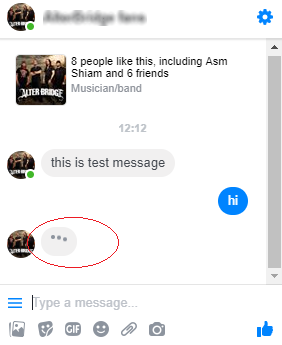 8 people like this, including Asm
Shiam and 6 friends
Musician/band
ALTER BRIDGE
12:12
this is test message
hi
Type a message...
GIF